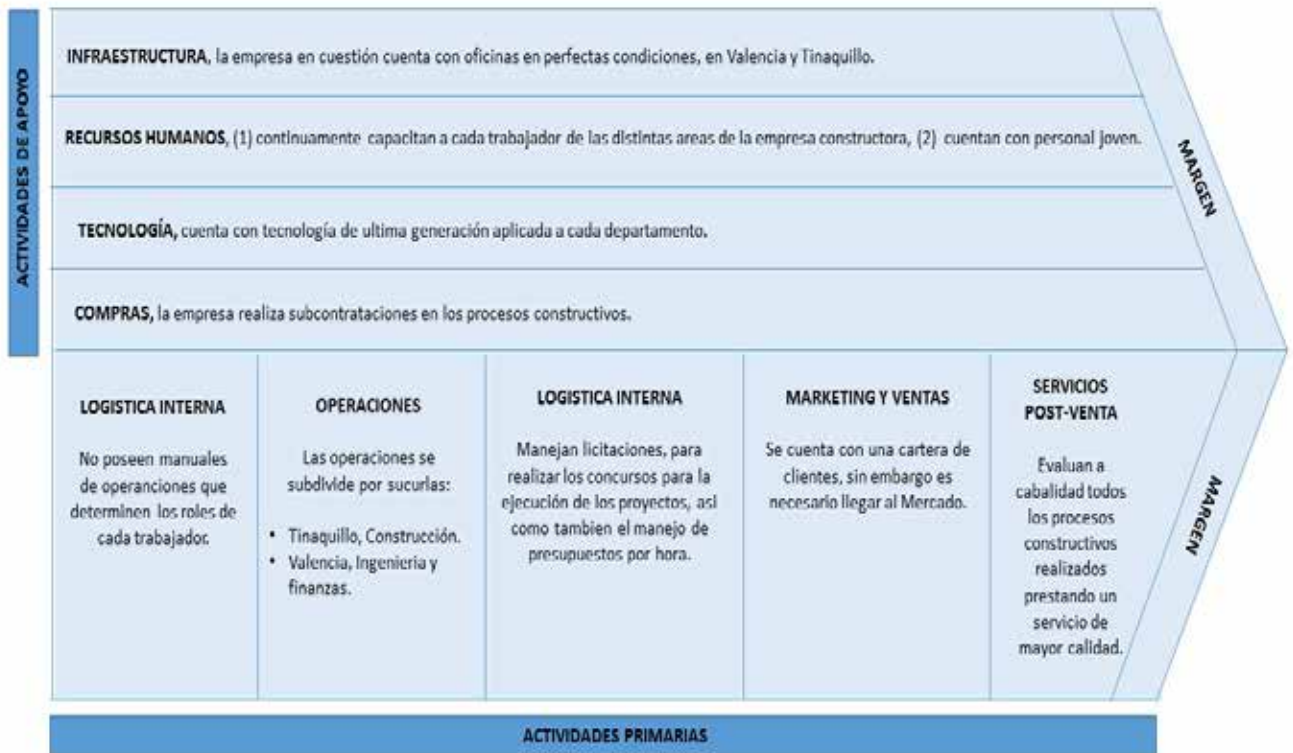 ACTIVIDADES DE APOYO
INFRAESTRUCTURA, la empresa en cuestión cuenta con oficinas en perfectas condiciones, en Valencia y Tinaquillo.
RECURSOS HUMANOS, (1) continuamente capacitan a cada trabajador de las distintas areas de la empresa constructora, (2) cuentan con personal joven.
TECNOLOGÍA, cuenta con tecnología de ultima generación aplicada a cada departamento.
COMPRAS, la empresa realiza subcontrataciones en los procesos constructivos.
MARGEN
LOGISTICA INTERNA
No poseen manuales
de operanciones que
determinen los roles de
cada trabajador.
OPERACIONES
Las operaciones se
subdivide por sucurlas:
• Tinaquillo, Construcción.
• Valencia, Ingenieria y
finanzas.
LOGISTICA INTERNA
Manejan licitaciones, para
realizar los concursos para la
ejecución de los proyectos, asi
como tambien el manejo de
presupuestos por hora.
MARKETING Y VENTAS
Se cuenta con una cartera de
clientes, sin embargo es
necesario llegar al Mercado.
SERVICIOS
POST-VENTA
Evaluan a
cabalidad todos
los procesos
constructivos
realizados
prestando un
servicio de
mayor calidad.
MARGEN
ACTIVIDADES PRIMARIAS